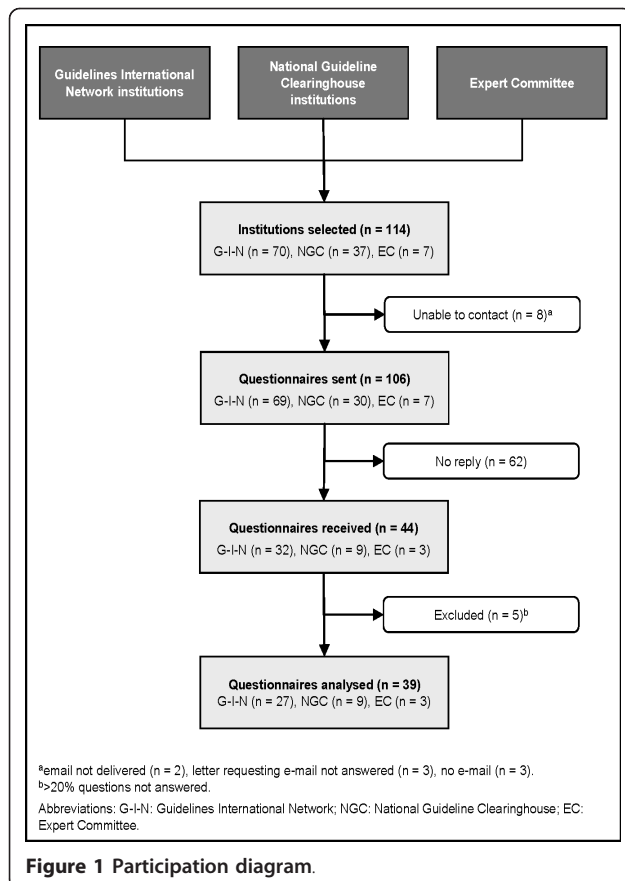 Guidelines International
Network institutions
National Guideline
Clearinghouse
institutions
Expert Committee
Institutions selected (n = 114)
G-I-N (n = 70), NGC (n = 37), EC (n = 7)
Unable to contact (n = 8)a
Questionnaires sent (n = 106)
G-I-N (n = 69), NGC (n = 30), EC (n = 7)
No reply (n = 62)
Questionnaires received (n = 44)
G-I-N (n = 32), NGC (n = 9), EC (n = 3)
Excluded (n = 5)b
Questionnaires analysed (n = 39)
G-I-N (n = 27), NGC (n = 9), EC (n = 3)
aemail not delivered (n = 2), letter requesting e-mail not answered (n = 3), no e-mail (n = 3).
b>20% questions not answered.
Abbreviations: G-I-N: Guidelines International Network; NGC: National Guideline Clearinghouse; EC:
Expert Committee.
Figure 1 Participation diagram.